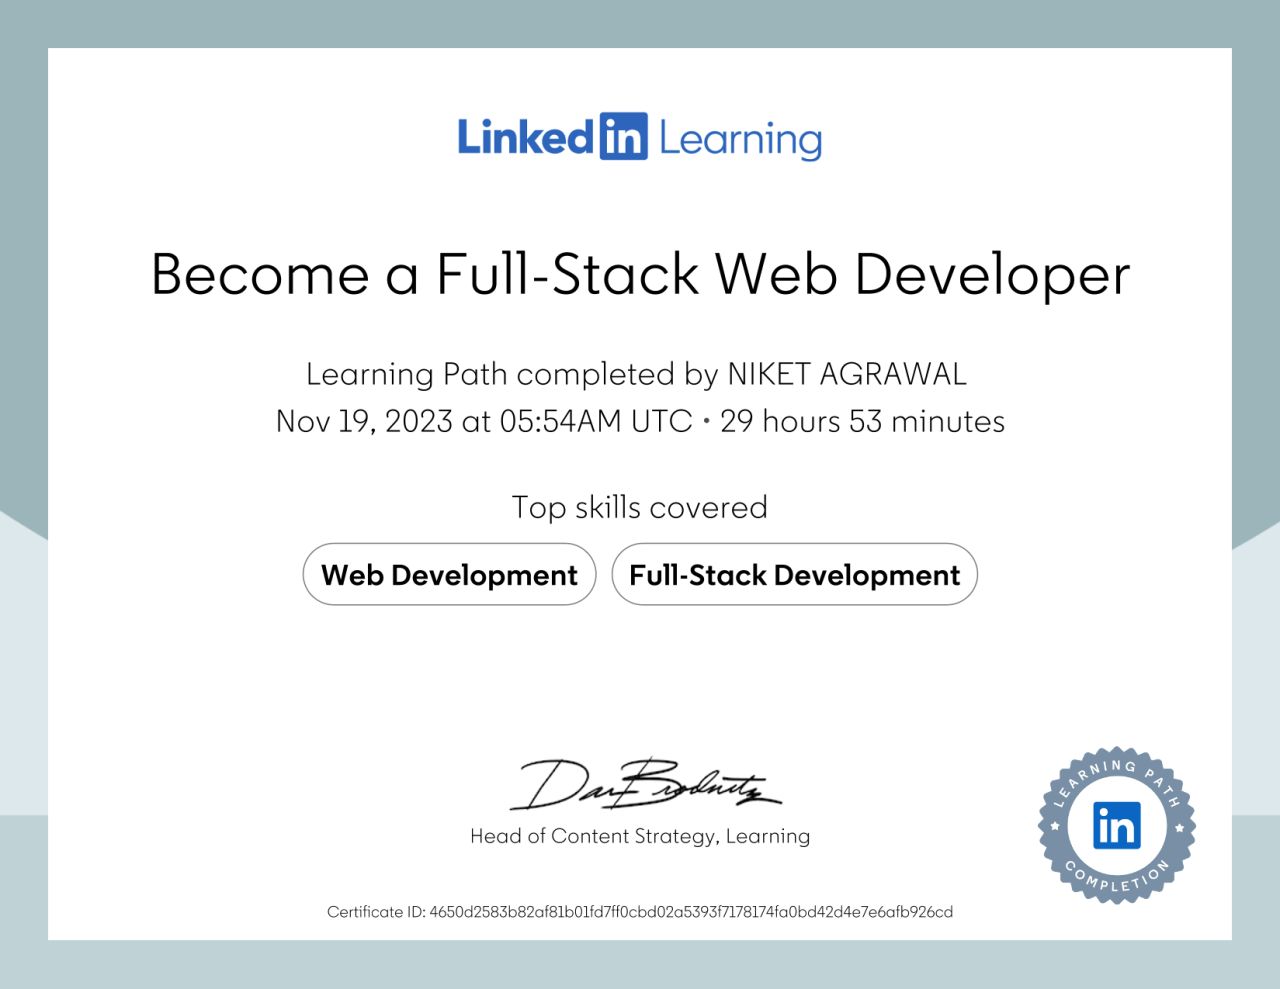 Linked in Learning
Become a Full-Stack Web Developer
Learning Path completed by NIKET AGRAWAL
Nov 19, 2023 at 05:54AM UTC • 29 hours 53 minutes
Top skills covered
Web Development
Full-Stack Development
Dan Brodnitz
Head of Content Strategy, Learning
LEARNING PATH
in
COMPLETION
Certificate ID: 4650d2583b82af81b01fd7ff0cbd02a5393f7178174fa0bd42d4e7e6afb926cd